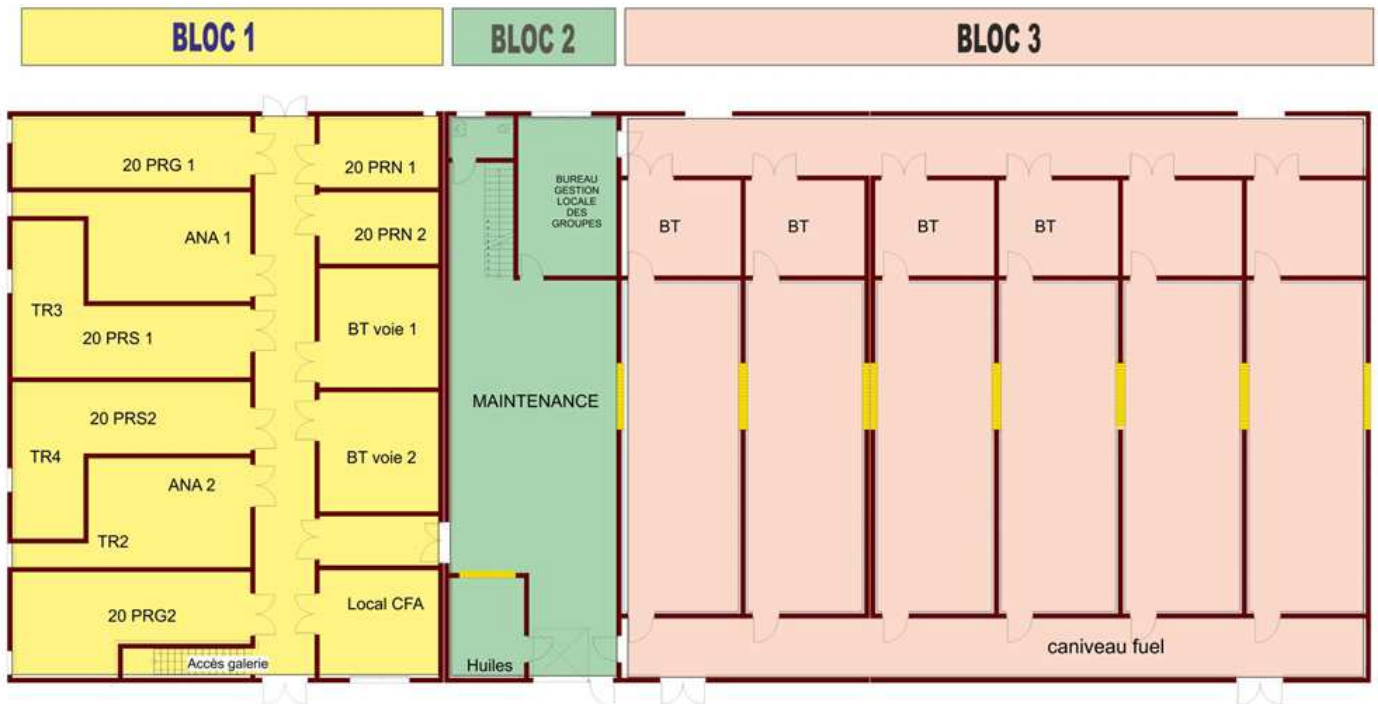 BLOC 1
BLOC 2
BLOC 3
20 PRG 1
20 PRN 1
ANA 1
20 PRN 2
TR3
20 PRS 1
BT voie 1
20 PRS2
TR4
ANA 2
BT voie 2
TR2
20 PRG2
Local CFA
Accès galerie
BUREAU
GESTION
LOCALE
DES
GROUPES
MAINTENANCE
Huiles
BT
BT
BT
BT
caniveau fuel